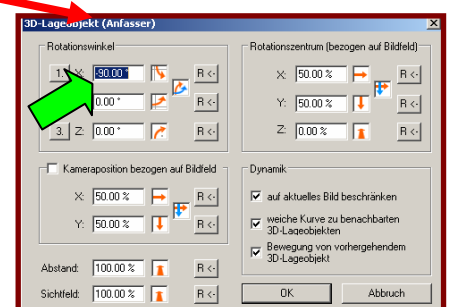 3D-Lageobjekt (Anfasser)
Rotationswinkel
1. X: -90.00 ° R <-
0.00 ° R <-
3. Z: 0.00 ° R <-
Rotationszentrum (bezogen auf Bildfeld)
X: 50.00 % R <-
Y: 50.00 % R <-
Z: 0.00 % R <-
Kameraposition bezogen auf Bildfeld
X: 50.00 % R <-
Y: 50.00 % R <-
Abstand: 100.00 % R <-
Sichtfeld: 100.00 % R <-
Dynamik
auf aktuelles Bild beschränken
weiche Kurve zu benachbarten
3D-Lageobjekten
Bewegung von vorhergehendem
3D-Lageobjekt
OK Abbruch